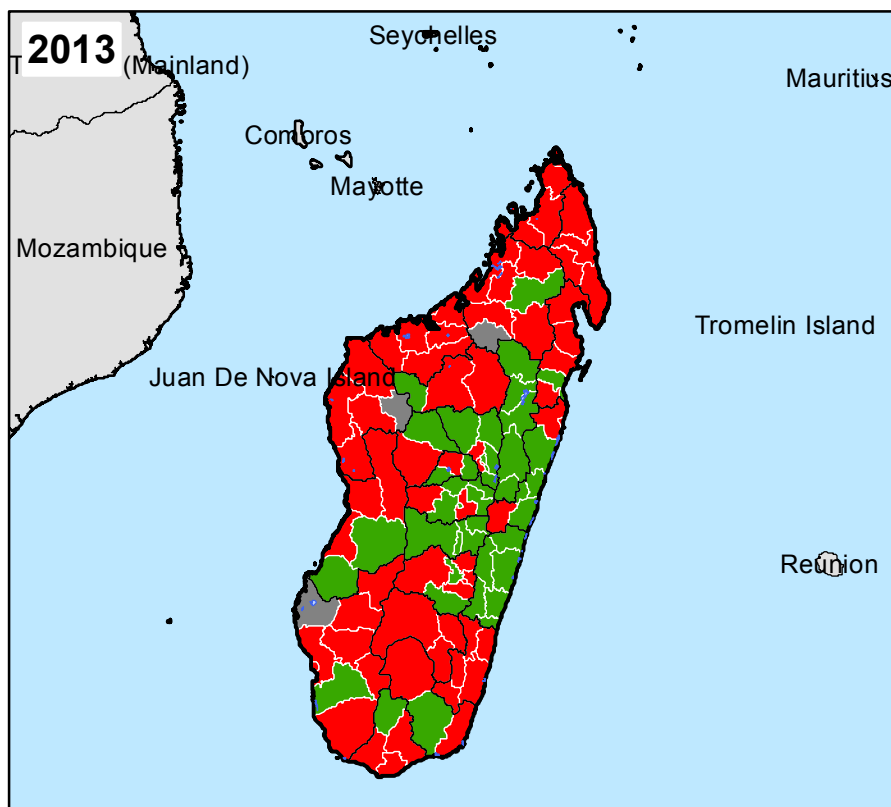 2013
Seychelles
(Mainland)
Mauritius
Comoros
Mayotte
Mozambique
Tromelin Island
Juan De Nova Island
Reunion